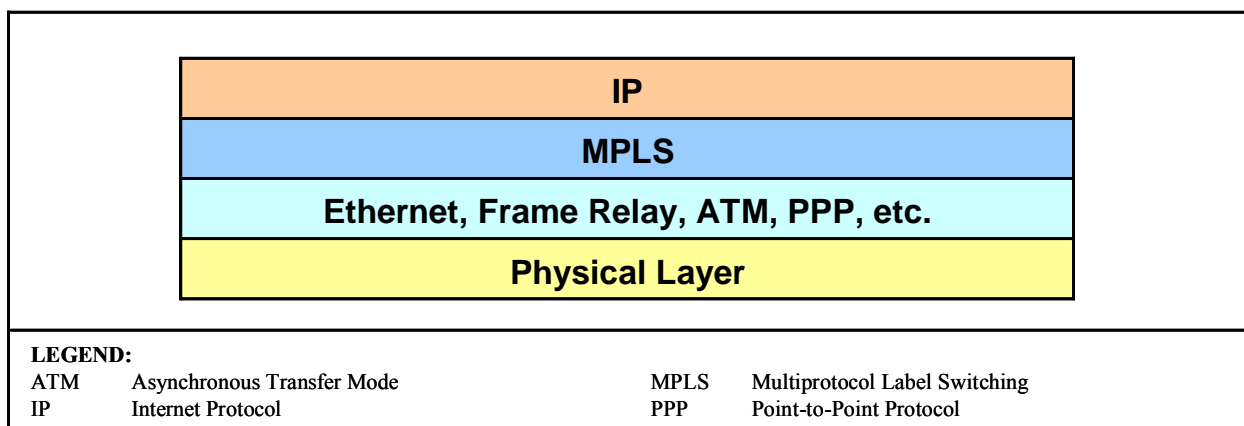 IP
MPLS
Ethernet, Frame Relay, ATM, PPP, etc.
Physical Layer
LEGEND:
ATM Asynchronous Transfer Mode
IP Internet Protocol
MPLS Multiprotocol Label Switching
PPP Point-to-Point Protocol